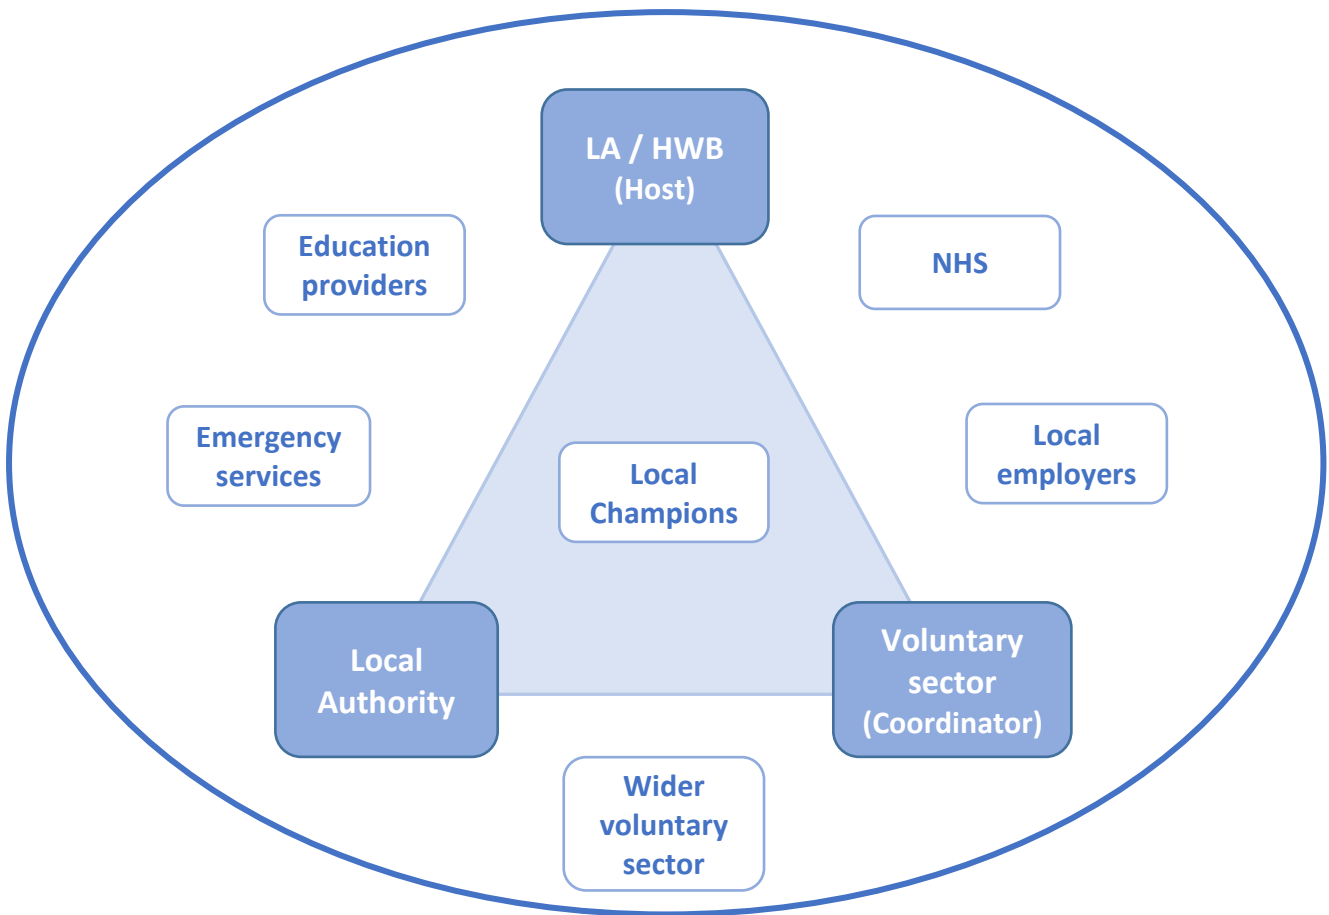 LA / HWB
(Host)
Education
providers
NHS
Emergency
services
Local
employers
Local
Champions
Local
Authority
Voluntary
sector
(Coordinator)
Wider
voluntary
sector